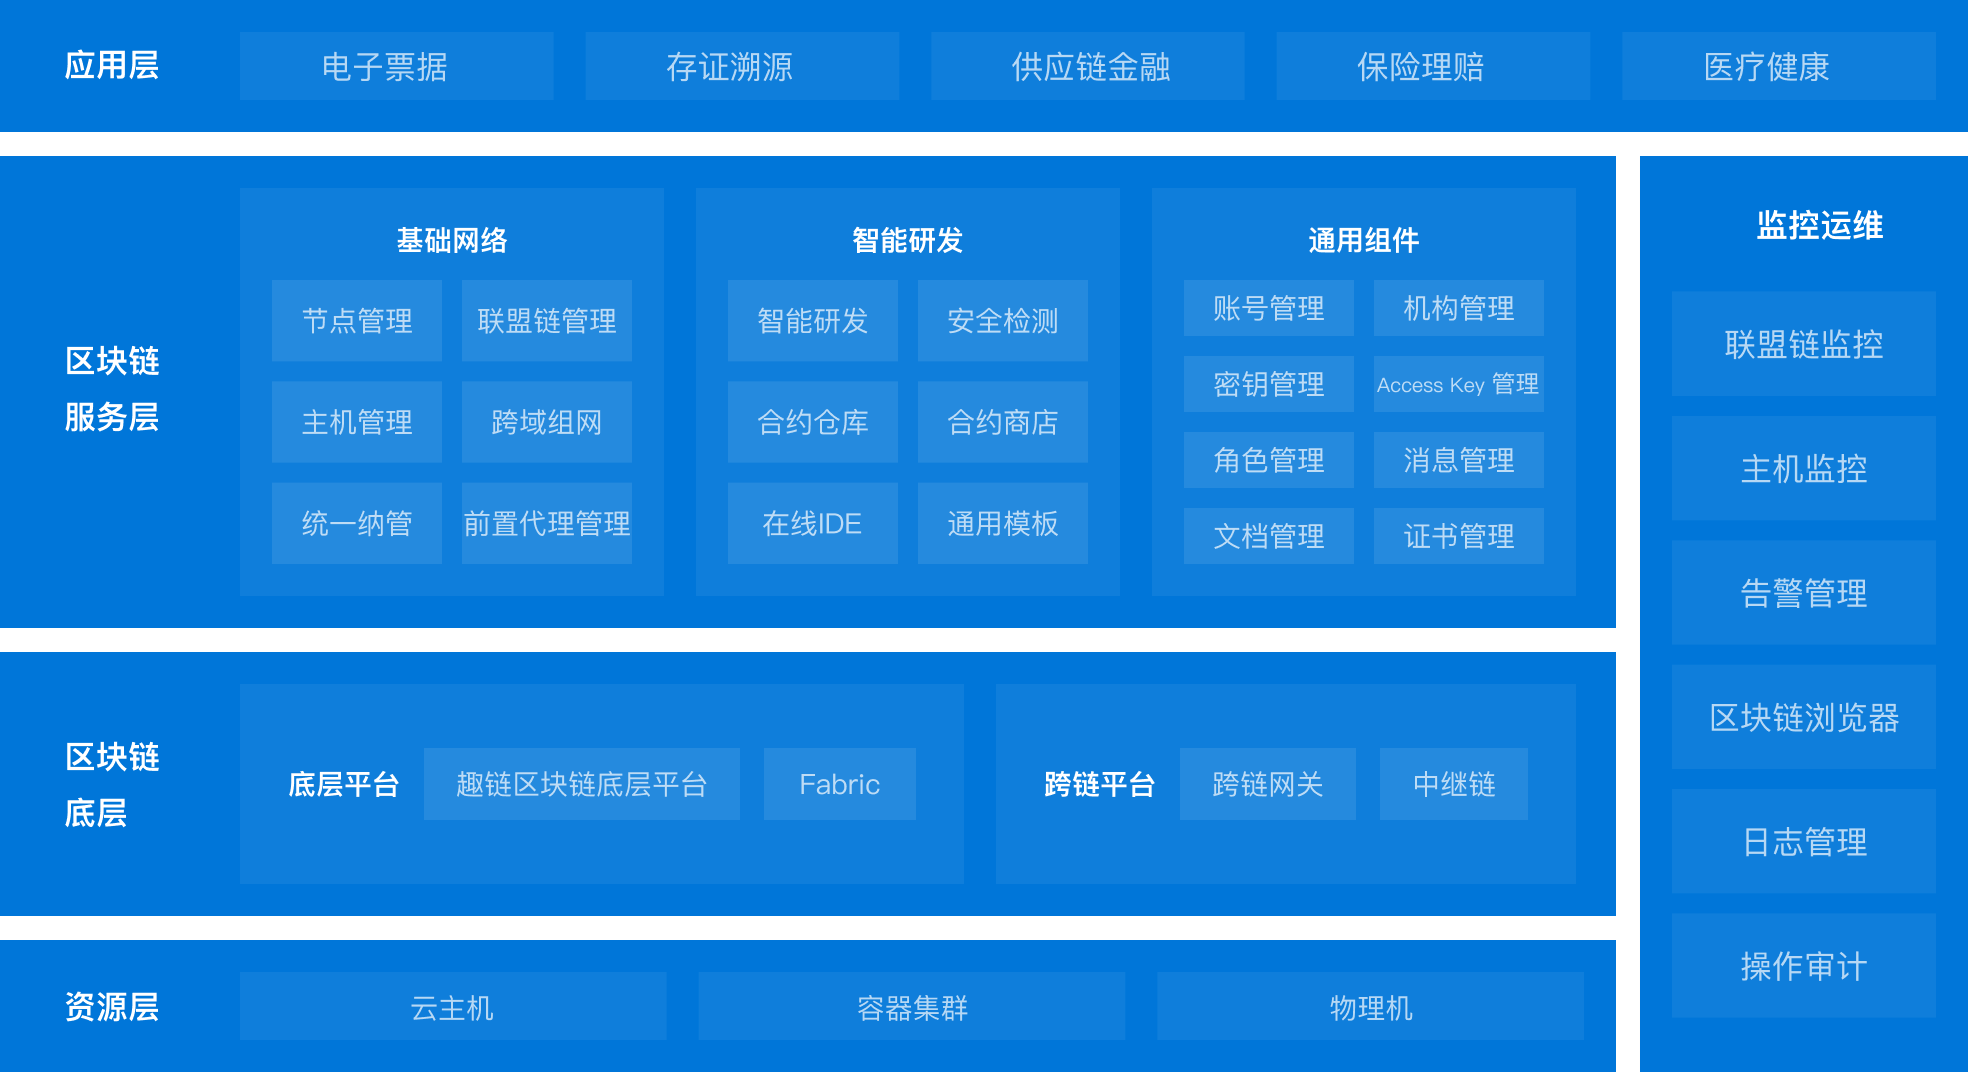 应用层
电子票据
存证溯源
供应链金融
保险理赔
医疗健康
区块链
服务层
基础网络
节点管理
联盟链管理
主机管理
跨域组网
统一纳管
前置代理管理
智能研发
智能研发
安全检测
合约仓库
合约商店
在线IDE
通用模板
通用组件
账号管理
机构管理
密钥管理
Access Key 管理
角色管理
消息管理
文档管理
证书管理
区块链
底层
底层平台
趣链区块链底层平台
Fabric
跨链平台
跨链网关
中继链
资源层
云主机
容器集群
物理机
监控运维
联盟链监控
主机监控
告警管理
区块链浏览器
日志管理
操作审计